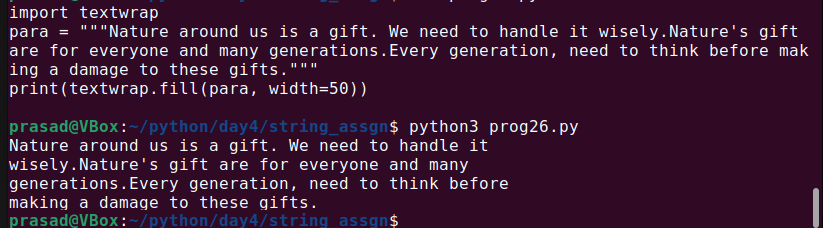 import textwrap
para = """Nature around us is a gift. We need to handle it wisely.Nature's gift
are for everyone and many generations.Every generation, need to think before mak
ing a damage to these gifts."""
print(textwrap.fill(para, width=50))
prasad@VBox:~/python/day4/string_assgn$ python3 prog26.py
Nature around us is a gift. We need to handle it
wisely.Nature's gift are for everyone and many
generations.Every generation, need to think before
making a damage to these gifts.
prasad@VBox:~/python/day4/string_assgn$